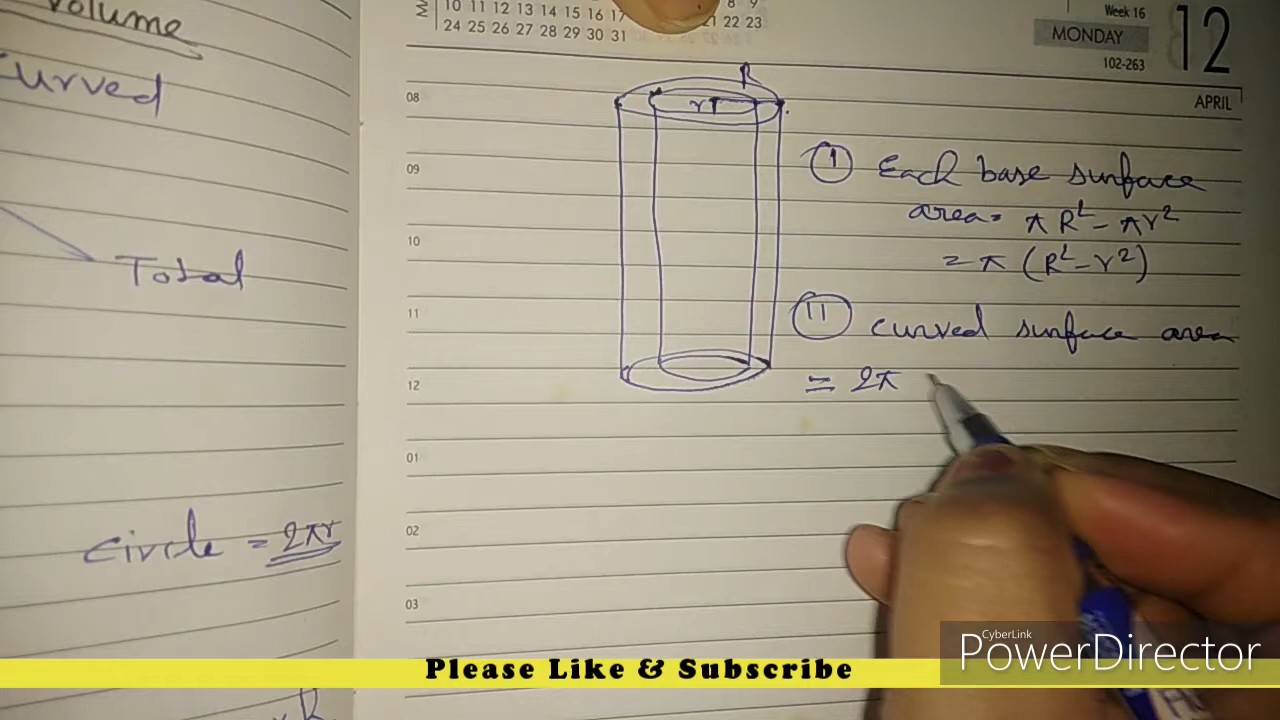 Volume
Curved
Total
Circle = 2πr
8 9
10 11 12 13 14 15 16 17 21 22 23
24 25 26 27 28 29 30 31
Week 16
MONDAY
12
102-263
APRIL
08
09
10
11
12
01
02
03
R
r
I Each base surface
area = πR² - πr²
= π (R² - r²)
II curved surface area
= 2π
CyberLink
PowerDirector
Please Like & Subscribe